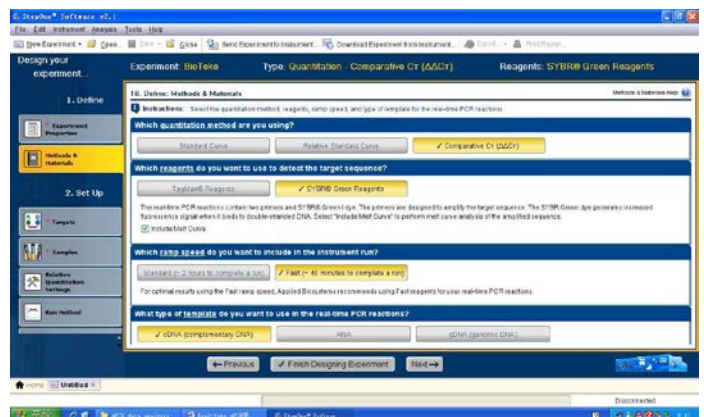 StepOne™ Software v2.1
File Edit Instrument Analysis Tools Help
New Experiment Open... Save Close Send Experiment to Instrument... Download Experiment from Instrument... Export... Print Report...
Design your
experiment...
Experiment: BioTeke Type: Quantitation - Comparative CT (ΔΔCT) Reagents: SYBR® Green Reagents
1. Define
Experiment
Properties
Methods &
Materials
2. Set Up
Targets
Samples
Relative
Quantitation
Settings
Run Method
Define: Methods & Materials
Methods & Materials Help
Instructions: Select the quantitation method, reagents, ramp speed, and type of template for the real-time PCR reactions.
Which quantitation method are you using?
Standard Curve Relative Standard Curve ✓ Comparative CT (ΔΔCT)
Which reagents do you want to use to detect the target sequence?
TaqMan® Reagents ✓ SYBR® Green Reagents
The real-time PCR reactions contain two primers and SYBR® Green I dye. The primers are designed to amplify the target sequence. The SYBR Green dye generates increased
fluorescence signal when it binds to double-stranded DNA. Select "Include Melt Curve" to perform melt curve analysis of the amplified sequence.
Include Melt Curve
Which ramp speed do you want to include in the instrument run?
Standard (~ 2 hours to complete a run) ✓ Fast (~ 40 minutes to complete a run)
For optimal results using the Fast ramp speed, Applied Biosystems recommends using Fast reagents for your real-time PCR reactions.
What type of template do you want to use in the real-time PCR reactions?
✓ cDNA (complementary DNA) RNA gDNA (genomic DNA)
Previous Finish Designing Experiment Next
Home Untitled ×
Disconnected
StepOne™ Software